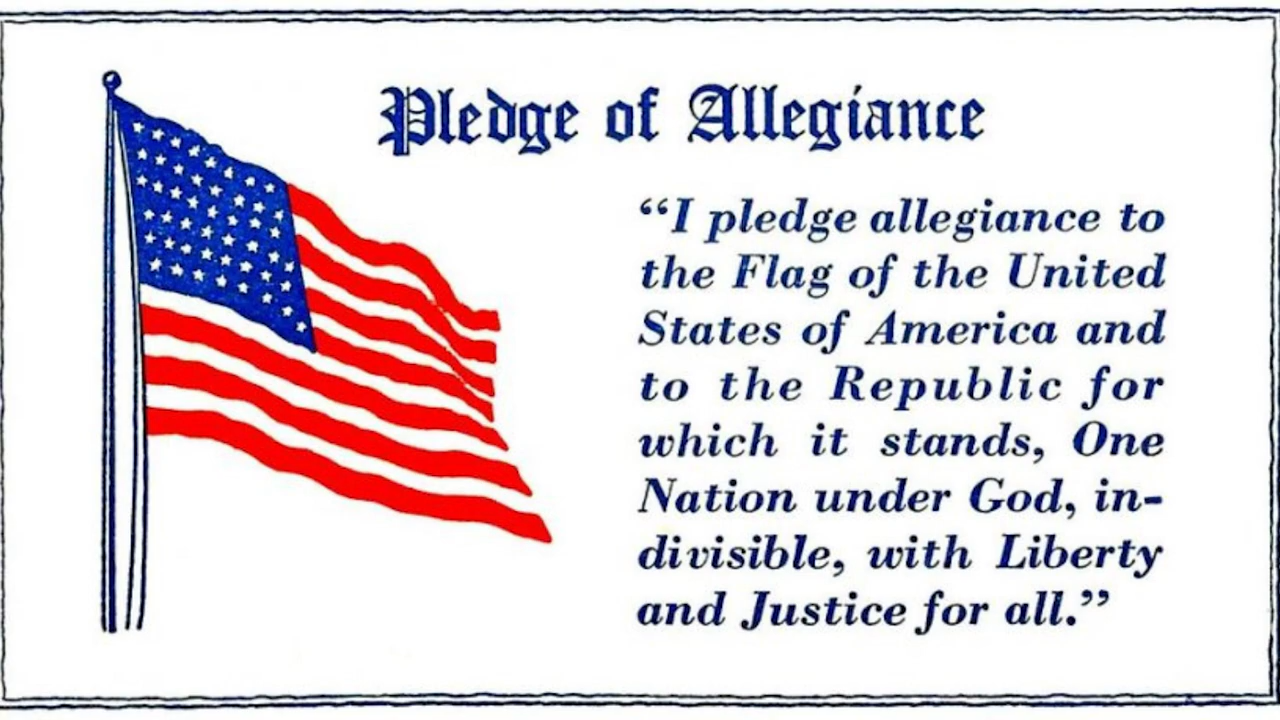 Pledge of Allegiance
“I pledge allegiance to
the Flag of the United
States of America and
to the Republic for
which it stands, One
Nation under God, in-
divisible, with Liberty
and Justice for all.”